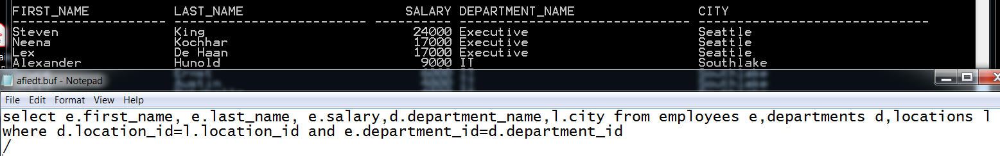 FIRST_NAME LAST_NAME SALARY DEPARTMENT_NAME CITY
-------------------- ------------------------- ---------- ------------------------------ ------------------------------
Steven King 24000 Executive Seattle
Neena Kochhar 17000 Executive Seattle
Lex De Haan 17000 Executive Seattle
Alexander Hunold 9000 IT Southlake
afiedt.buf - Notepad
File Edit Format View Help
select e.first_name, e.last_name, e.salary,d.department_name,l.city from employees e,departments d,locations l
where d.location_id=l.location_id and e.department_id=d.department_id
/